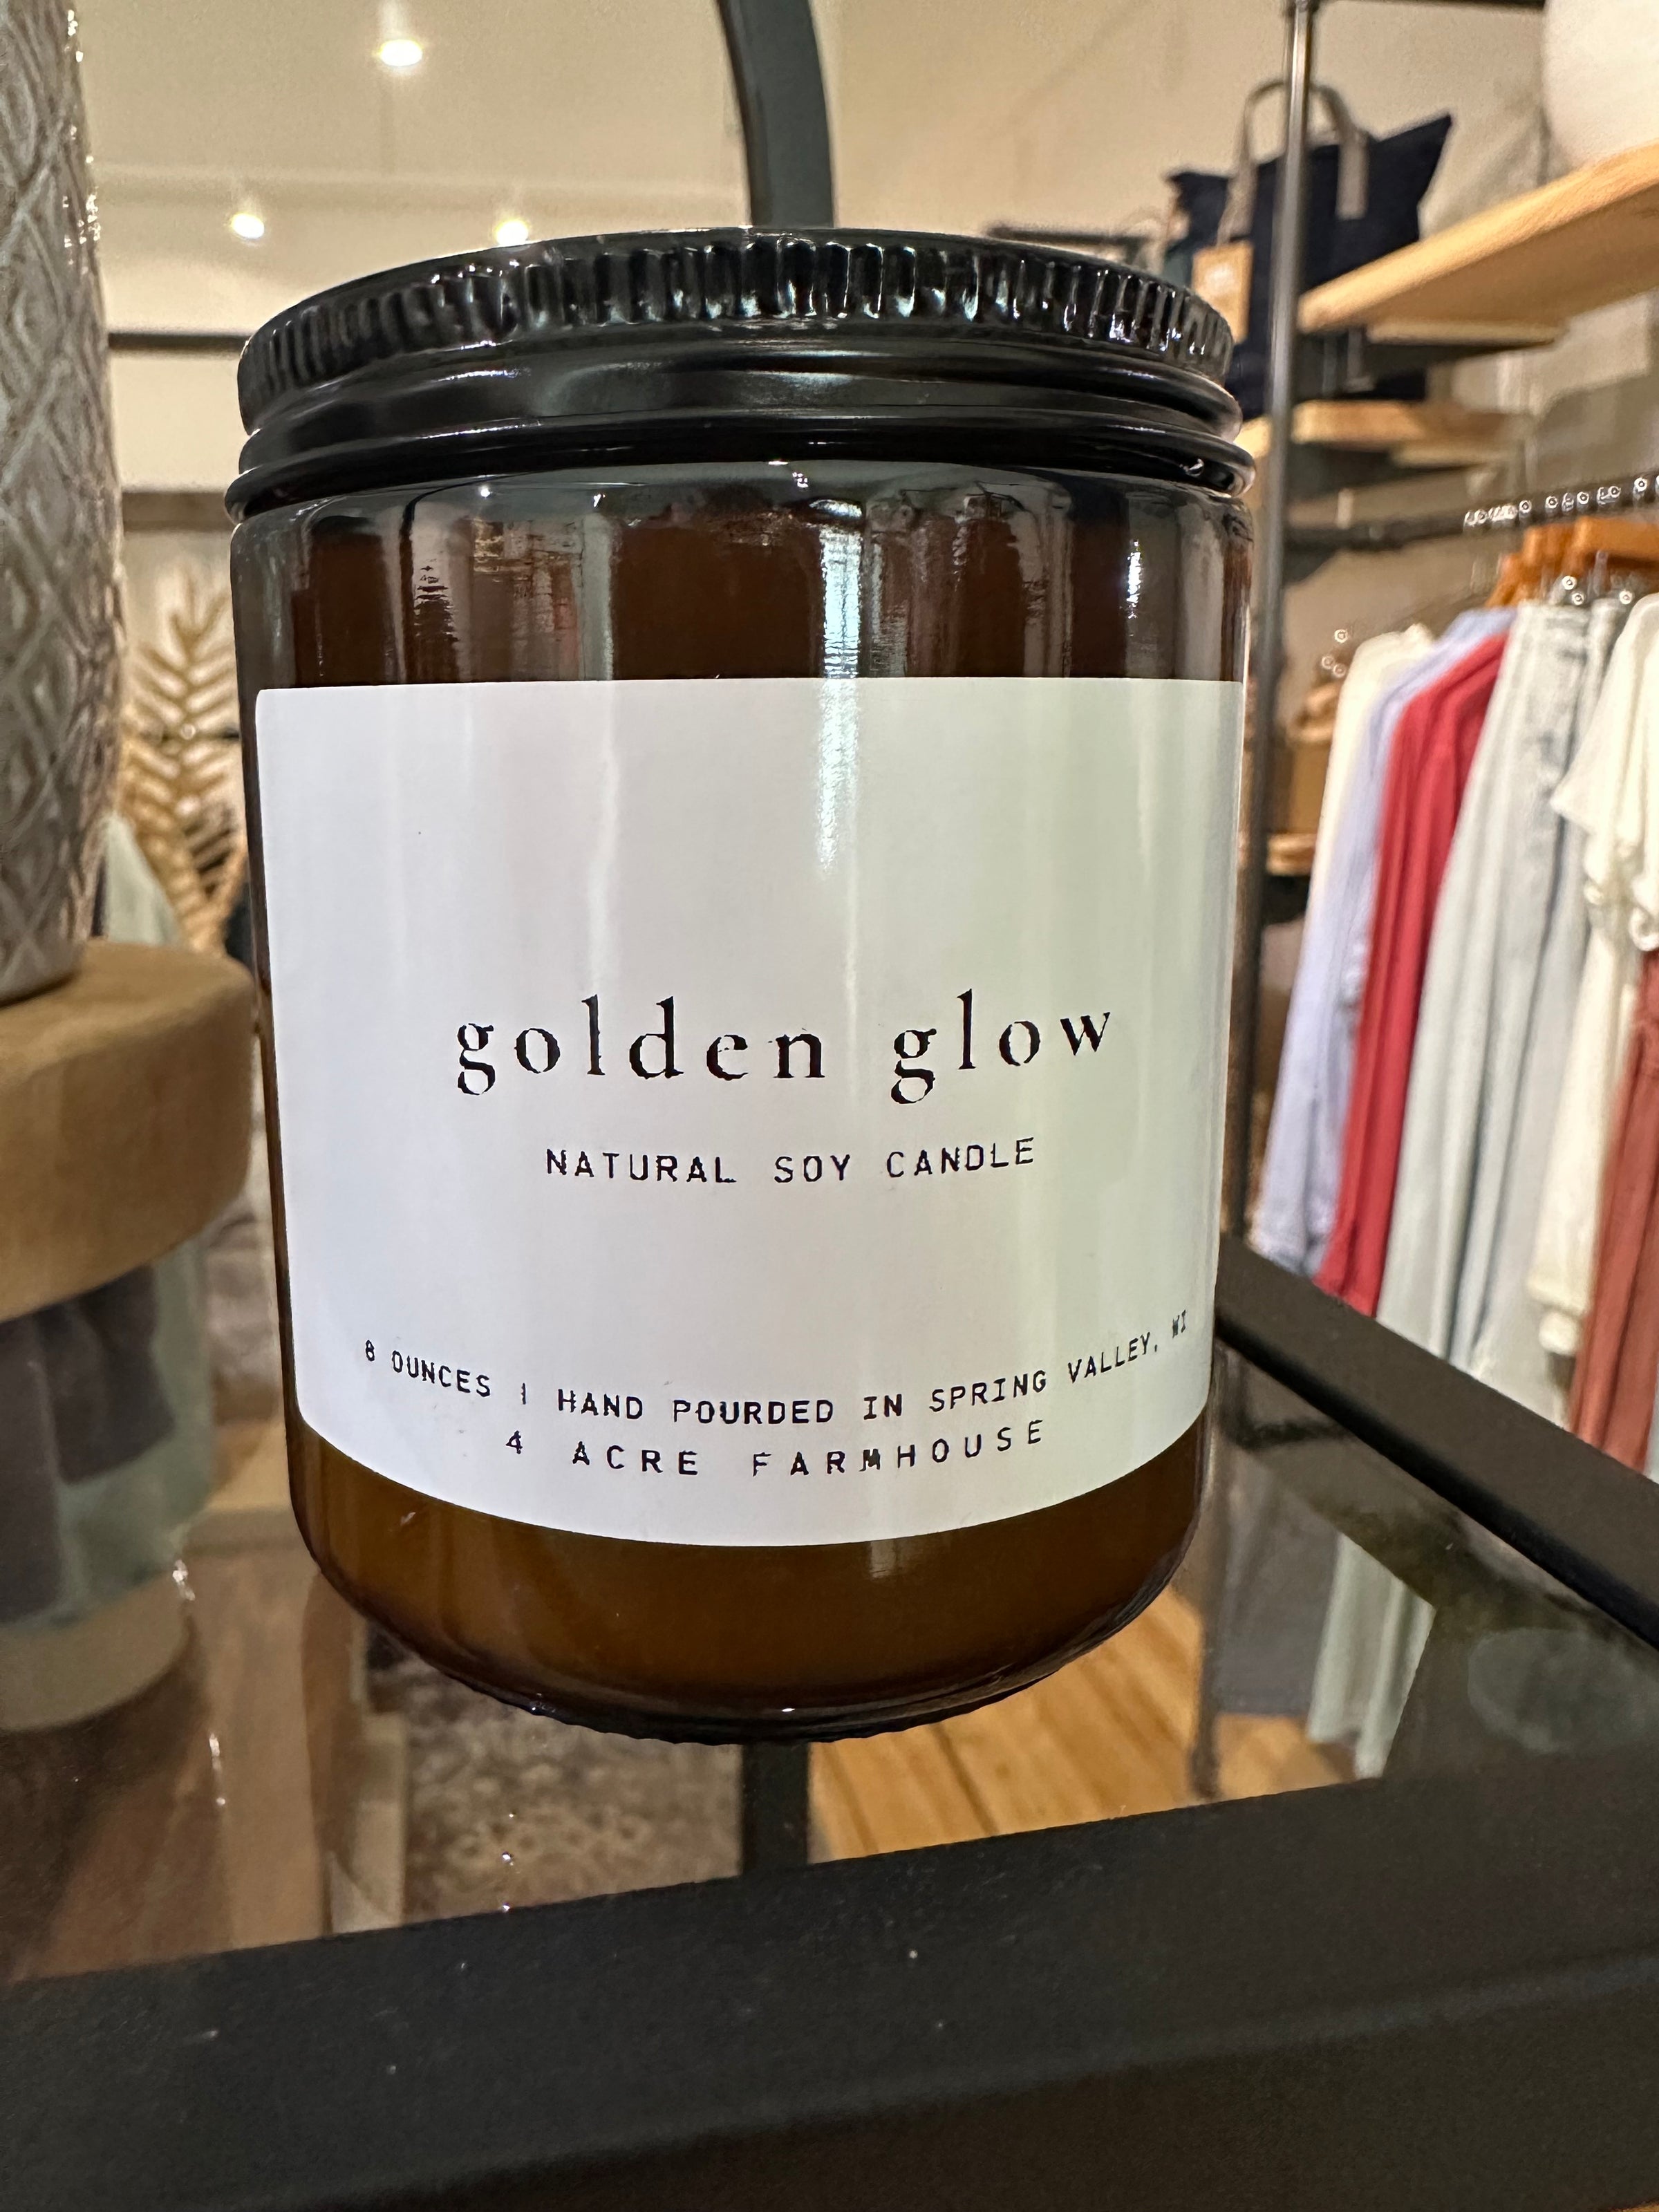 golden glow
NATURAL SOY CANDLE
8 OUNCES | HAND POURDED IN SPRING VALLEY, WI
4 ACRE FARMHOUSE